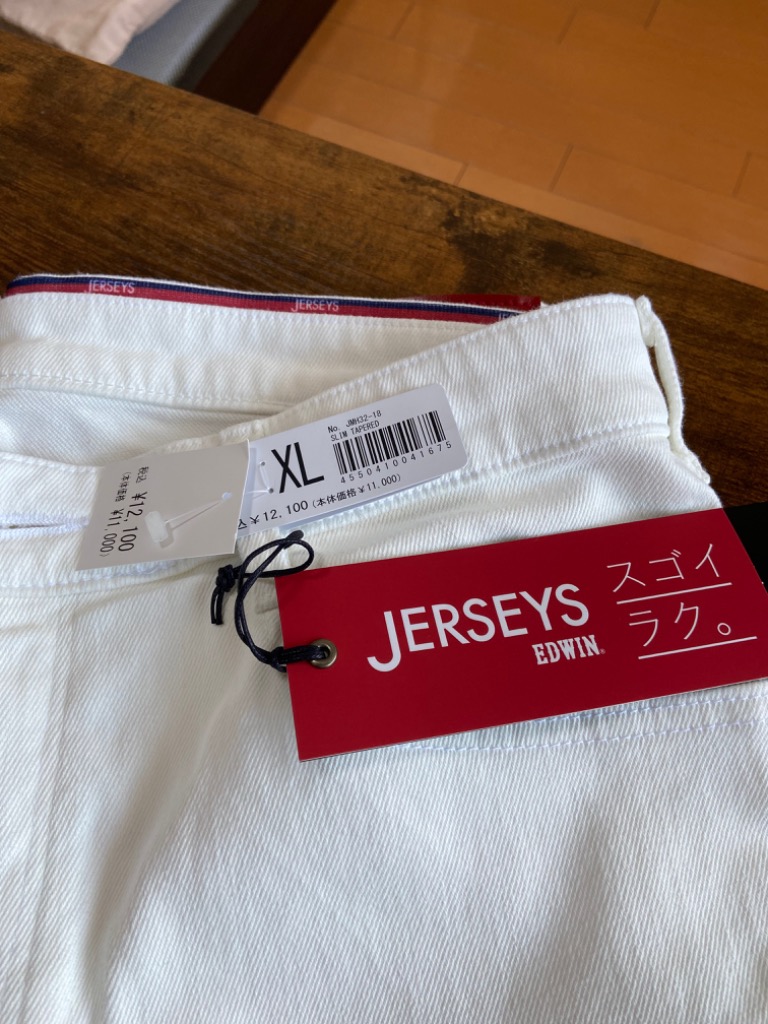 JERSEYS
JERSEYS
No. JMH32-18
SLIM TAPERED
XL
4550410041675
¥12,100 (本体価格¥11,000)
税込
¥12,100
(本体価格 ¥11,000)
JERSEYS
EDWIN®
スゴイ
ラク。